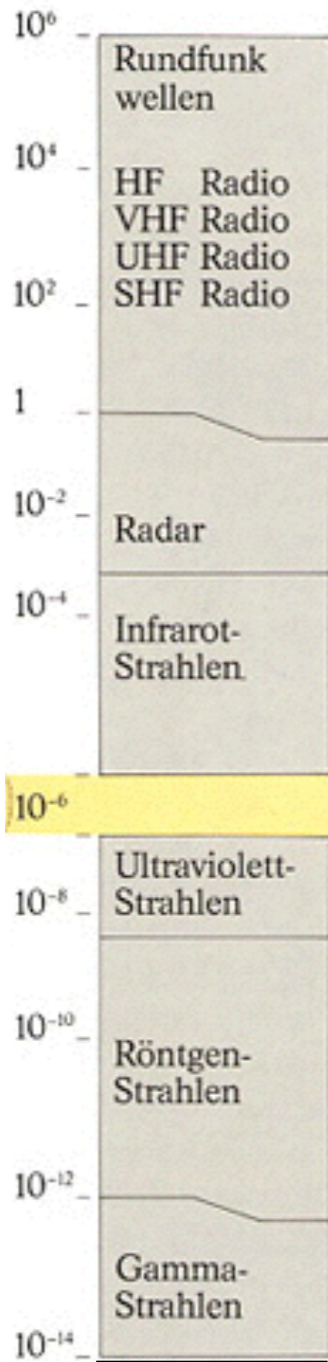 10⁶
Rundfunk
wellen
10⁴
HF Radio
VHF Radio
UHF Radio
SHF Radio
10²
1
10⁻²
Radar
10⁻⁴
Infrarot-
Strahlen
10⁻⁶
Ultraviolett-
Strahlen
10⁻⁸
10⁻¹⁰
Röntgen-
Strahlen
10⁻¹²
Gamma-
Strahlen
10⁻¹⁴